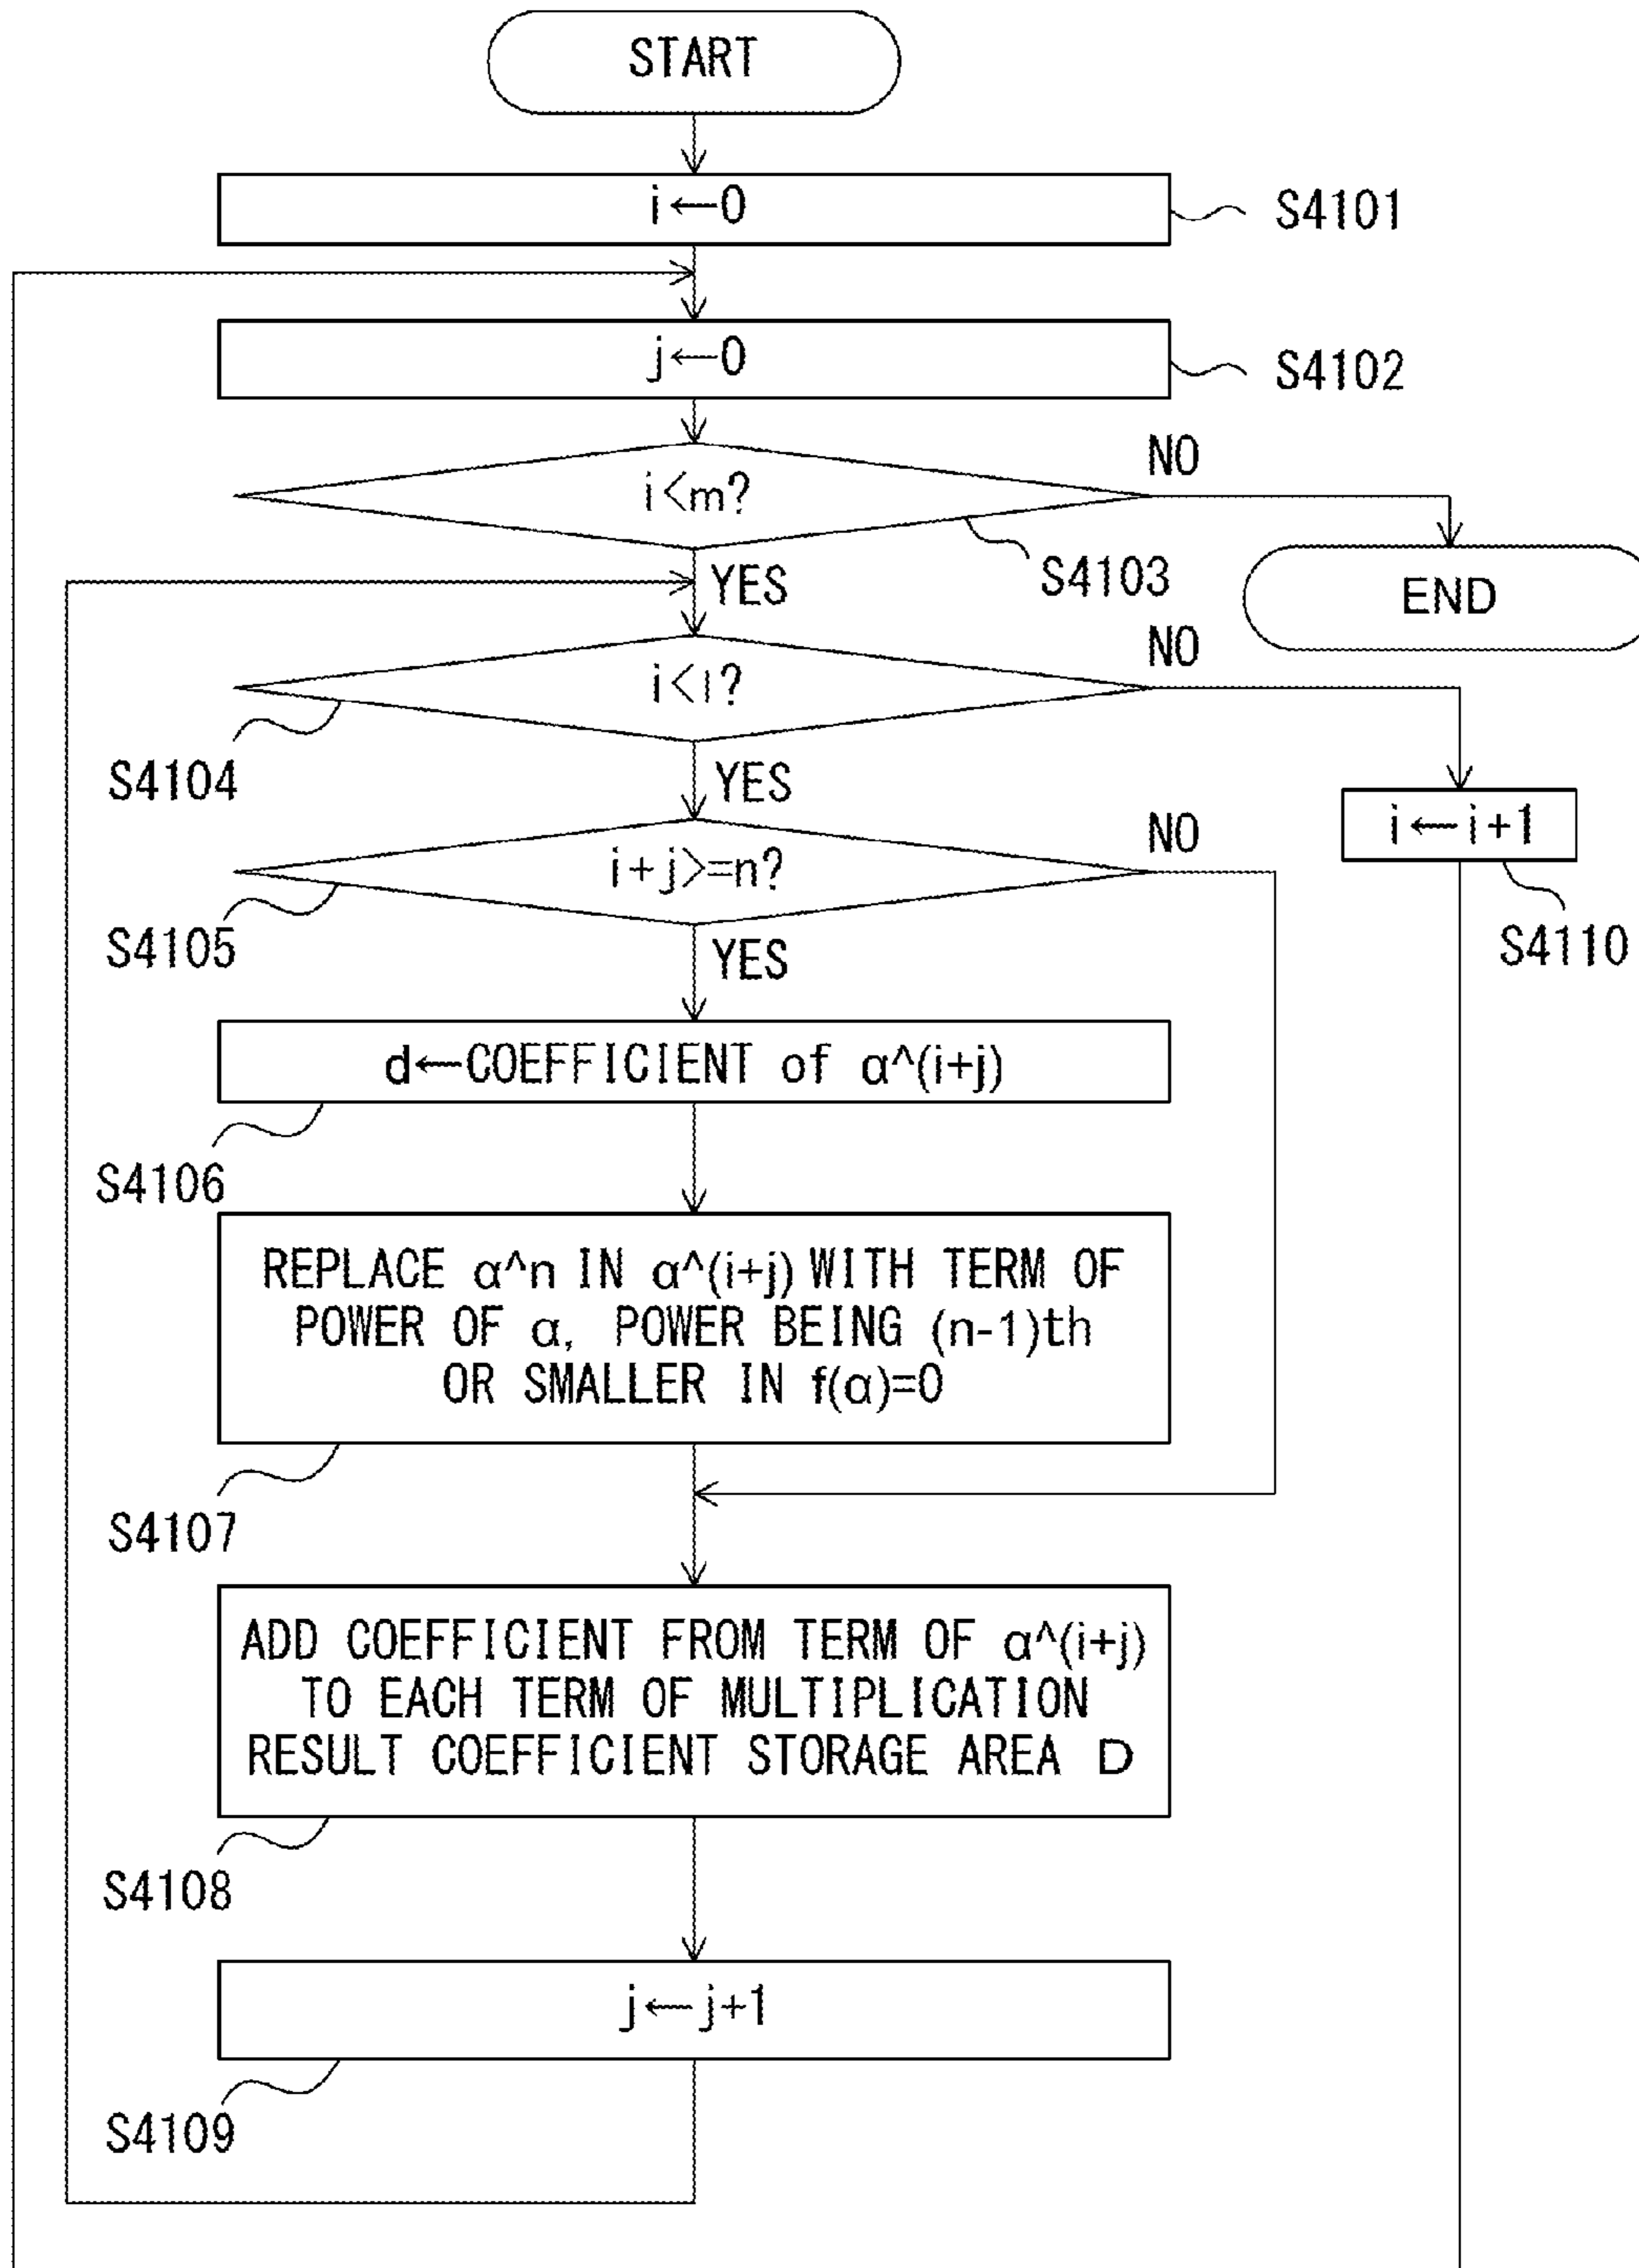 START
i←0
S4101
j←0
S4102
NO
i<m?
S4103
YES
END
NO
i<l?
S4104
YES
i←i+1
NO
i+j>=n?
S4105
S4110
YES
d←COEFFICIENT of α^(i+j)
S4106
REPLACE α^n IN α^(i+j) WITH TERM OF
POWER OF α, POWER BEING (n-1)th
OR SMALLER IN f(α)=0
S4107
ADD COEFFICIENT FROM TERM OF α^(i+j)
TO EACH TERM OF MULTIPLICATION
RESULT COEFFICIENT STORAGE AREA D
S4108
j←j+1
S4109